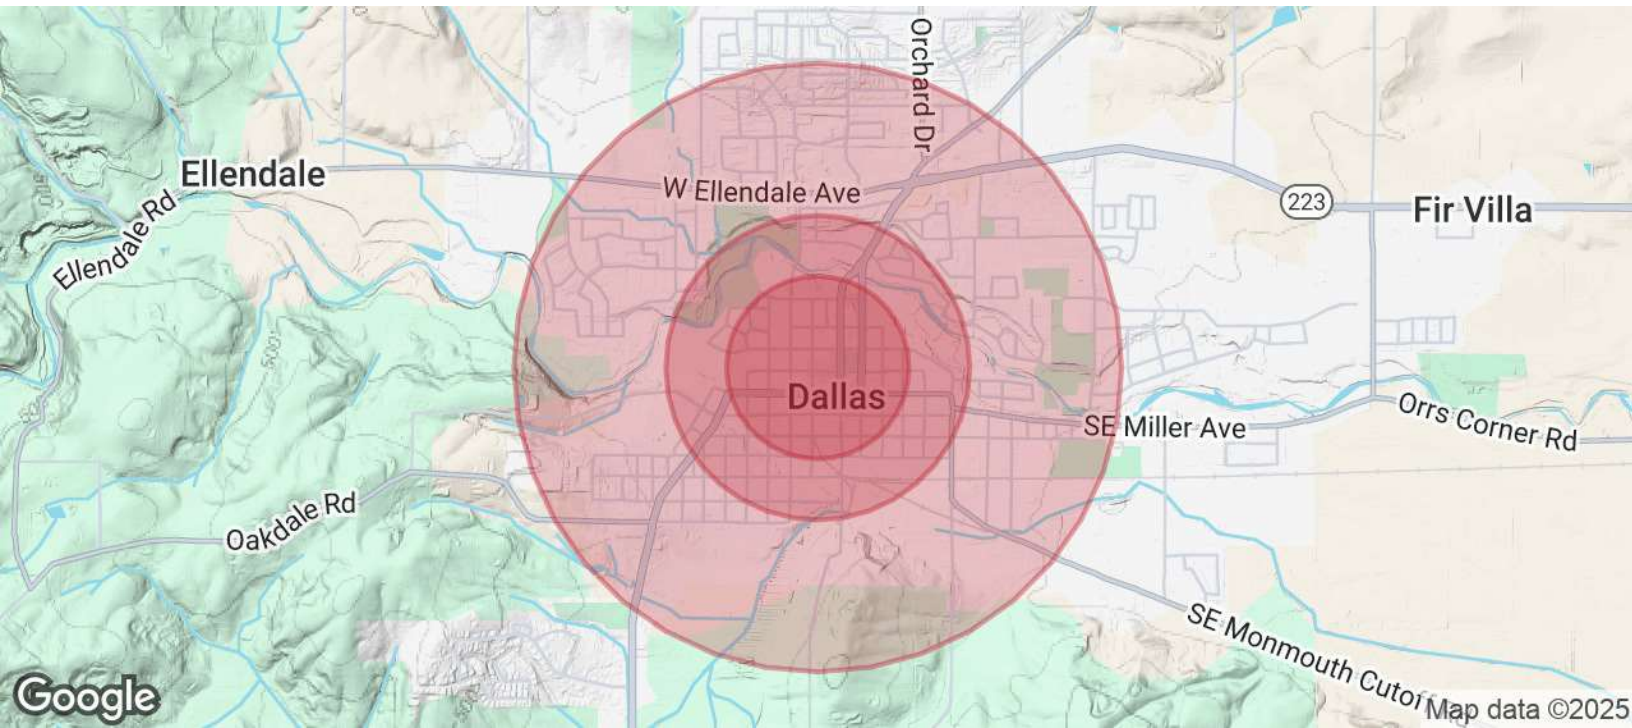 Orchard Dr
Ellendale
W Ellendale Ave
223
Fir Villa
Ellendale Rd
500
Dallas
SE Miller Ave
Orrs Corner Rd
Oakdale Rd
SE Monmouth Cutoff
Google
Map data ©2025